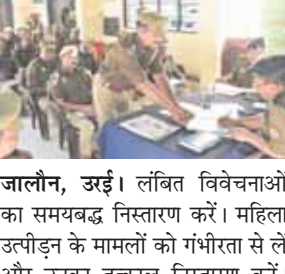 जालौन, उरई। लंबित विवेचनाओं
का समयबद्ध निस्तारण करें। महिला
उत्पीड़न के मामलों को गंभीरता से लें